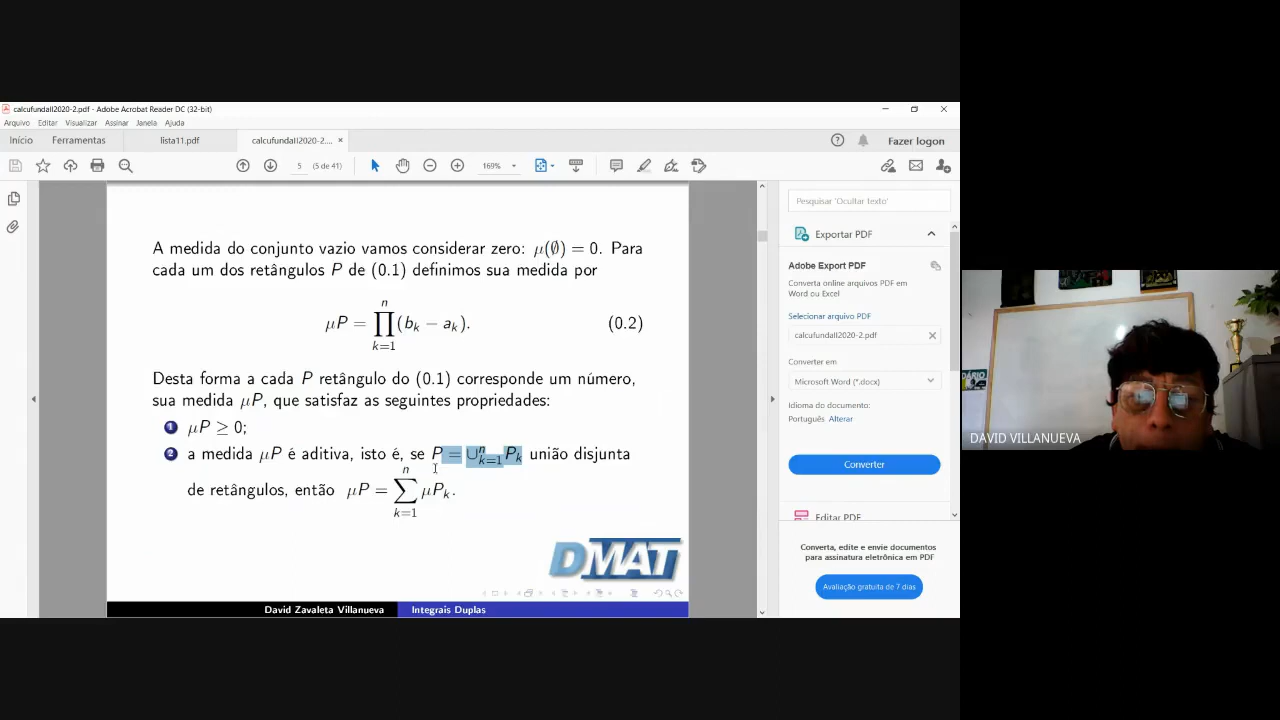 calcufundaII2020-2.pdf - Adobe Acrobat Reader DC (32-bit)
Arquivo Editar Visualizar Assinar Janela Ajuda
Início Ferramentas lista11.pdf calcufundaII2020-2.... × Fazer logon
5 (5 de 41) 169%
A medida do conjunto vazio vamos considerar zero: μ(∅) = 0. Para
cada um dos retângulos P de (0.1) definimos sua medida por
μP = ∏_{k=1}^{n} (b_k − a_k). (0.2)
Desta forma a cada P retângulo do (0.1) corresponde um número,
sua medida μP, que satisfaz as seguintes propriedades:
1 μP ≥ 0;
2 a medida μP é aditiva, isto é, se P = ∪_{k=1}^{n} P_k união disjunta
de retângulos, então μP = ∑_{k=1}^{n} μP_k.
DMAT
David Zavaleta Villanueva Integrais Duplas
Pesquisar 'Ocultar texto'
Exportar PDF
Adobe Export PDF
Converta online arquivos PDF em
Word ou Excel
Selecionar arquivo PDF
calcufundaII2020-2.pdf
Converter em
Microsoft Word (*.docx)
Idioma do documento:
Português Alterar
Converter
Editar PDF
Converta, edite e envie documentos
para assinatura eletrônica em PDF
Avaliação gratuita de 7 dias
DÁRIO
DAVID VILLANUEVA